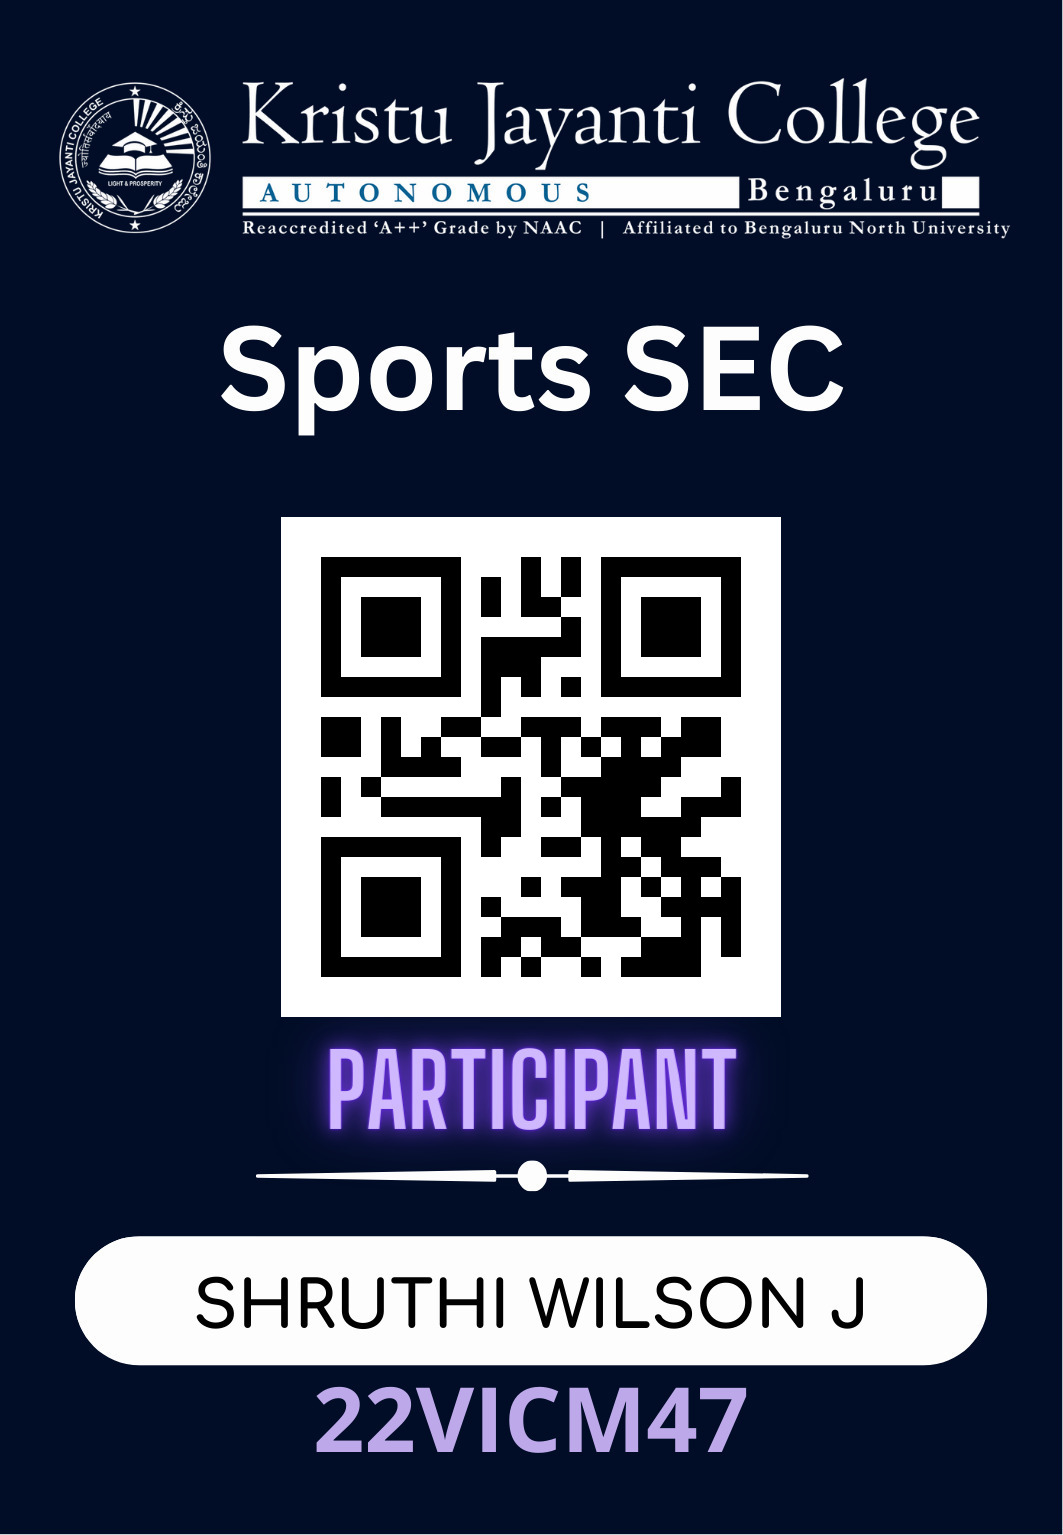 KRISTU JAYANTI COLLEGE
LIGHT & PROSPERITY
Kristu Jayanti College
AUTONOMOUS Bengaluru
Reaccredited ‘A++’ Grade by NAAC | Affiliated to Bengaluru North University
Sports SEC
PARTICIPANT
SHRUTHI WILSON J
22VICM47